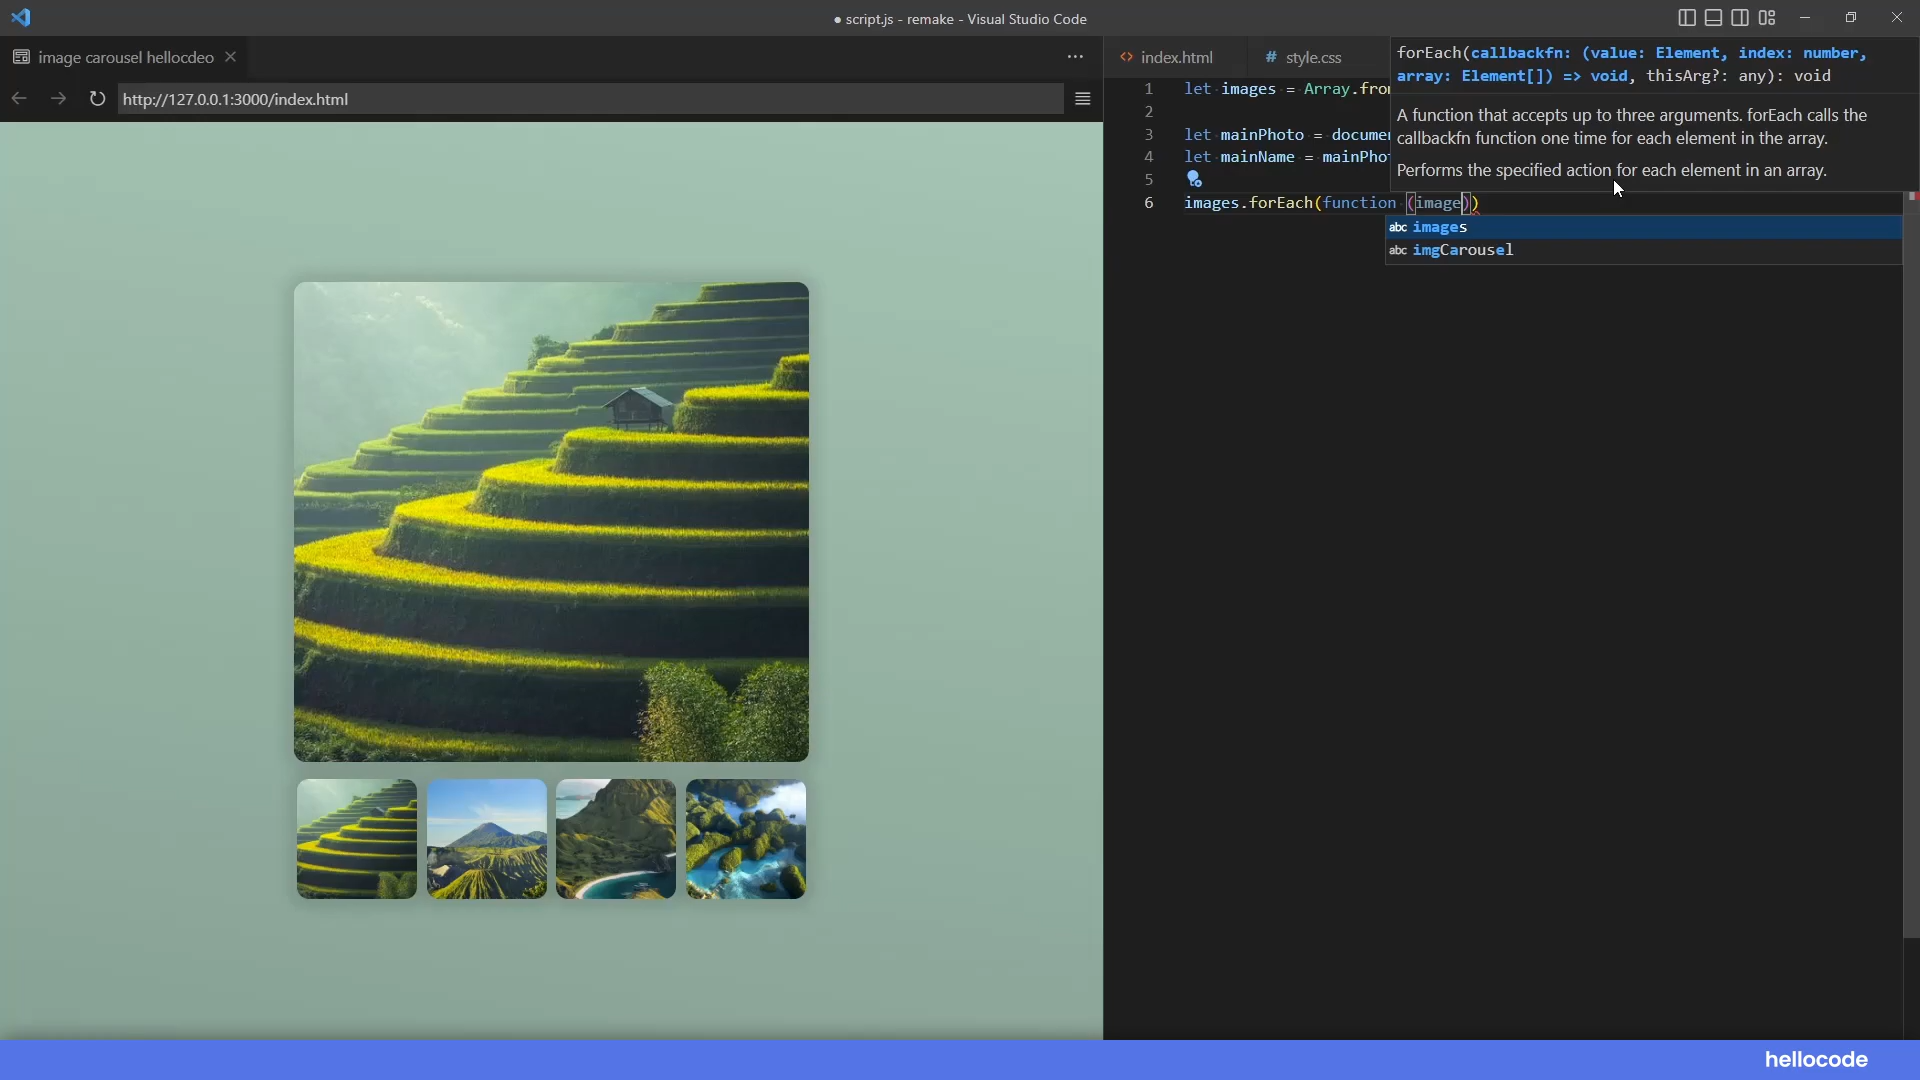 ● script.js - remake - Visual Studio Code
image carousel hellocdeo
http://127.0.0.1:3000/index.html
<> index.html
# style.css
1 let images = Array.fro
2
3 let mainPhoto = documen
4 let mainName = mainPhot
5
6 images.forEach(function (image))
forEach(callbackfn: (value: Element, index: number,
array: Element[]) => void, thisArg?: any): void
A function that accepts up to three arguments. forEach calls the
callbackfn function one time for each element in the array.
Performs the specified action for each element in an array.
abc images
abc imgCarousel
hellocode